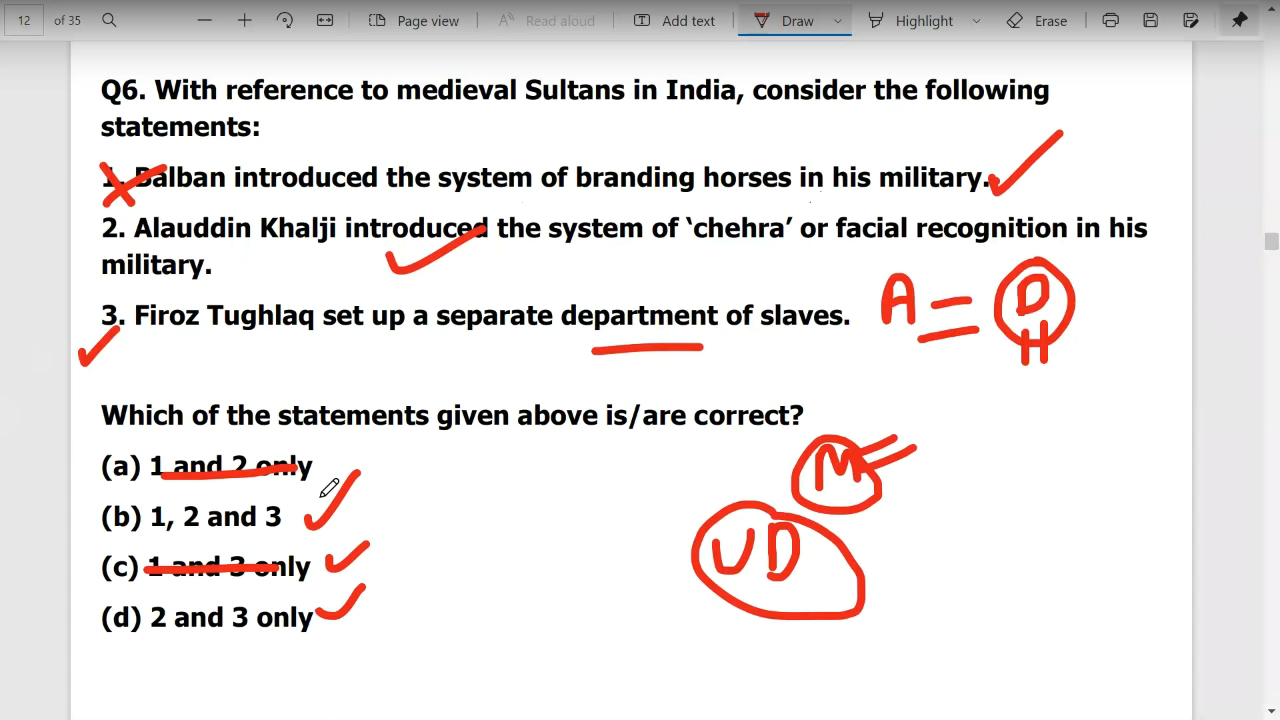 12 of 35 Page view Read aloud Add text Draw Highlight Erase
Q6. With reference to medieval Sultans in India, consider the following
statements:
1. Balban introduced the system of branding horses in his military.
2. Alauddin Khalji introduced the system of ‘chehra’ or facial recognition in his
military.
3. Firoz Tughlaq set up a separate department of slaves.
A = D
H
Which of the statements given above is/are correct?
M
(a) 1 and 2 only
(b) 1, 2 and 3
UD
(c) 1 and 3 only
(d) 2 and 3 only